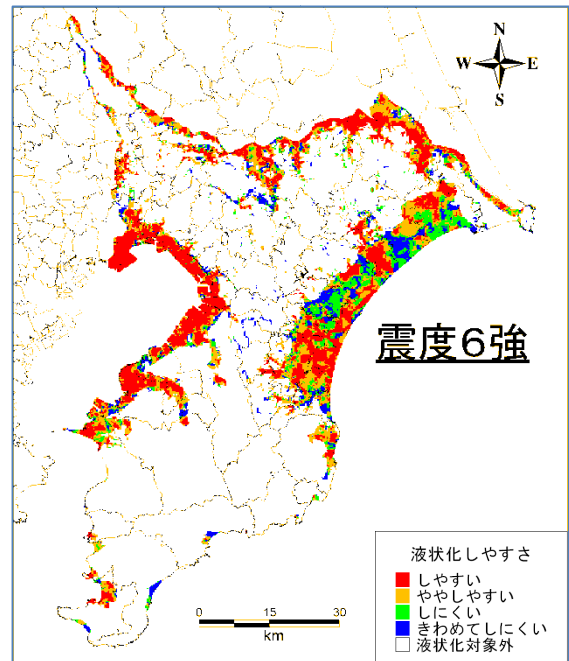 N
W E
S
震度6強
液状化しやすさ
しやすい
ややしやすい
しにくい
きわめてしにくい
液状化対象外
0 15 30
km